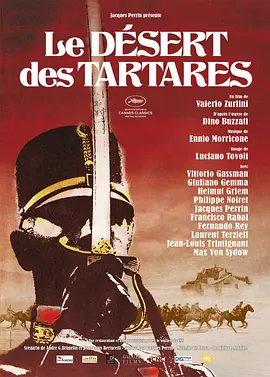 Jacques Perrin présente
Le DÉSERT
des TARTARES
Un film de
Valerio Zurlini
CANNES CLASSICS
D'après l'œuvre de
Dino Buzzati
Musique de
Ennio Morricone
Image de
Luciano Tovoli
Avec
Vittorio Gassman
Giuliano Gemma
Helmut Griem
Philippe Noiret
Jacques Perrin
Francisco Rabal
Fernando Rey
Laurent Terzieff
Jean-Louis Trintignant
Max Von Sydow